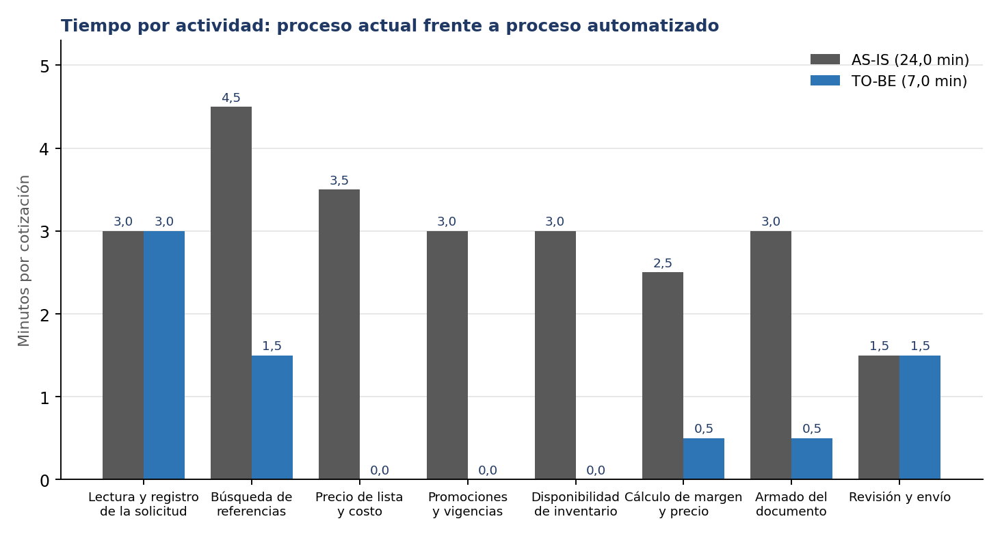 Tiempo por actividad: proceso actual frente a proceso automatizado
AS-IS (24,0 min)
TO-BE (7,0 min)
Minutos por cotización
5
4
3
2
1
0
3,0 3,0
4,5 1,5
3,5 0,0
3,0 0,0
3,0 0,0
2,5 0,5
3,0 0,5
1,5 1,5
Lectura y registro
de la solicitud
Búsqueda de
referencias
Precio de lista
y costo
Promociones
y vigencias
Disponibilidad
de inventario
Cálculo de margen
y precio
Armado del
documento
Revisión y envío